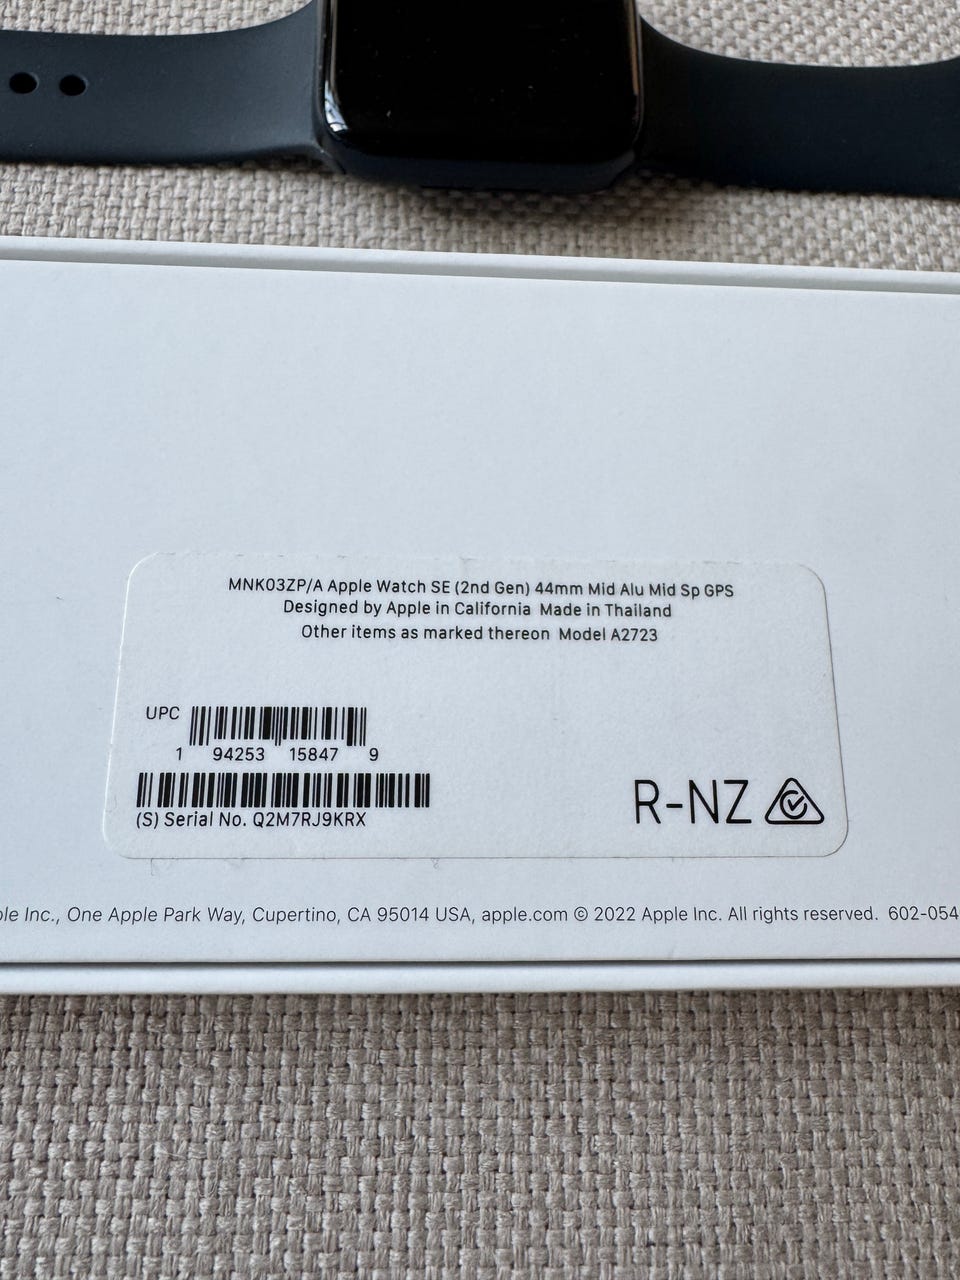 MNK03ZP/A Apple Watch SE (2nd Gen) 44mm Mid Alu Mid Sp GPS
Designed by Apple in California Made in Thailand
Other items as marked thereon Model A2723
UPC
1 94253 15847 9
(S) Serial No. Q2M7RJ9KRX
R-NZ
ple Inc., One Apple Park Way, Cupertino, CA 95014 USA, apple.com © 2022 Apple Inc. All rights reserved. 602-054